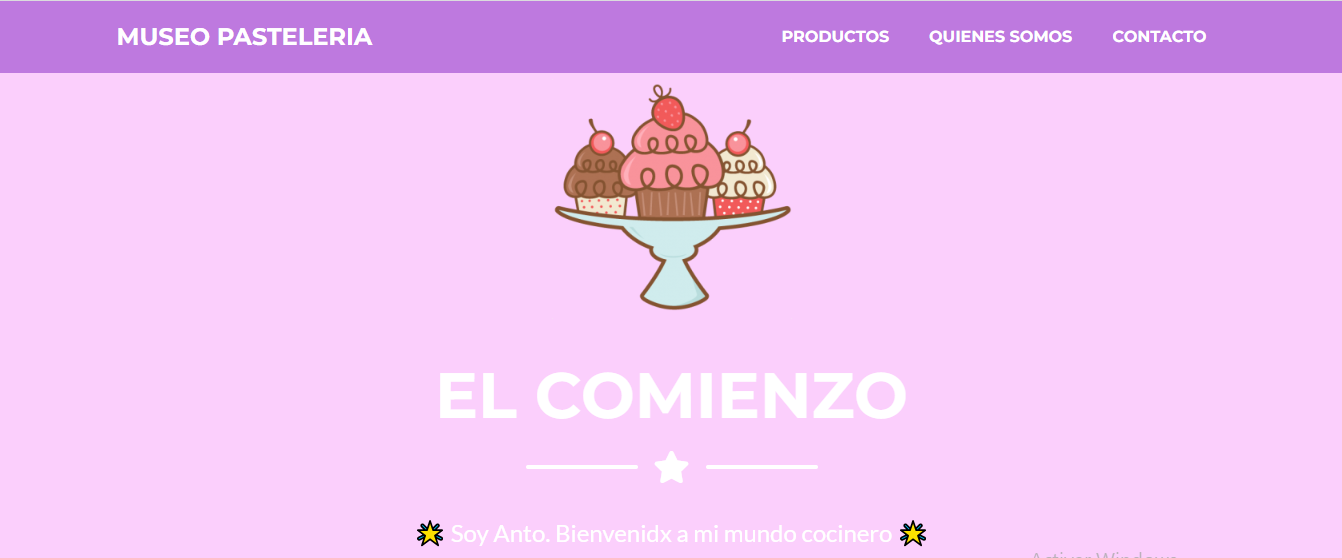 MUSEO PASTELERIA
PRODUCTOS QUIENES SOMOS CONTACTO
EL COMIENZO
Soy Anto. Bienvenidx a mi mundo cocinero
Activar Windows